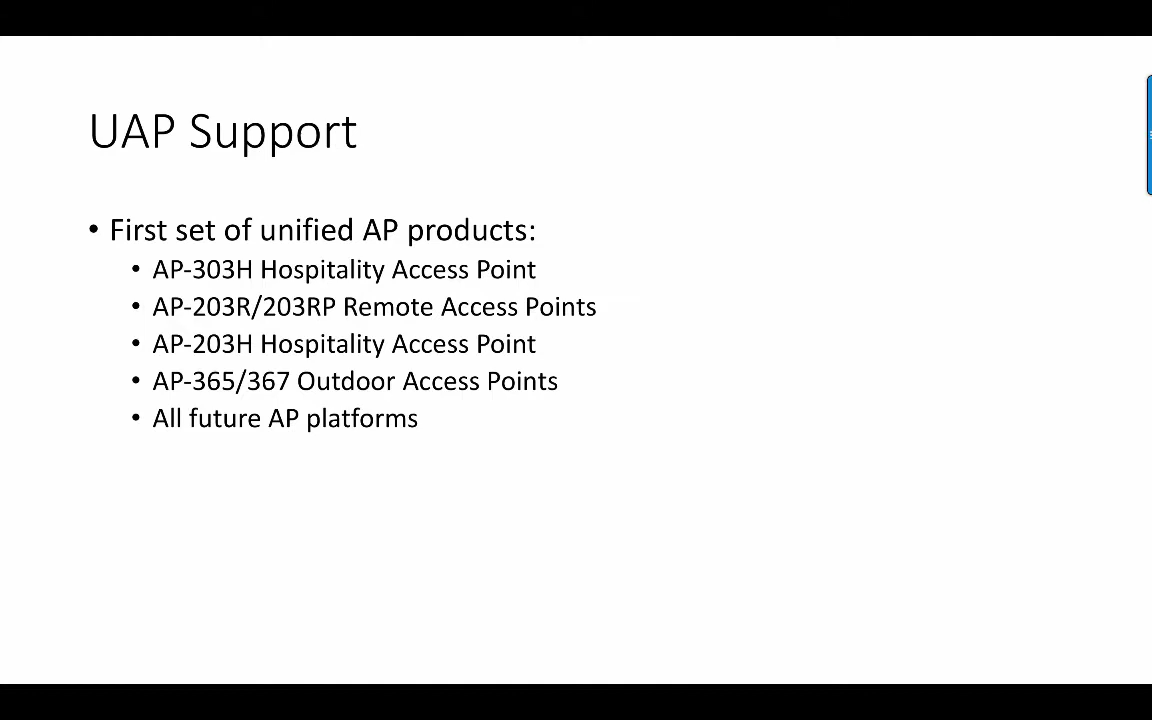 UAP Support
• First set of unified AP products:
• AP-303H Hospitality Access Point
• AP-203R/203RP Remote Access Points
• AP-203H Hospitality Access Point
• AP-365/367 Outdoor Access Points
• All future AP platforms